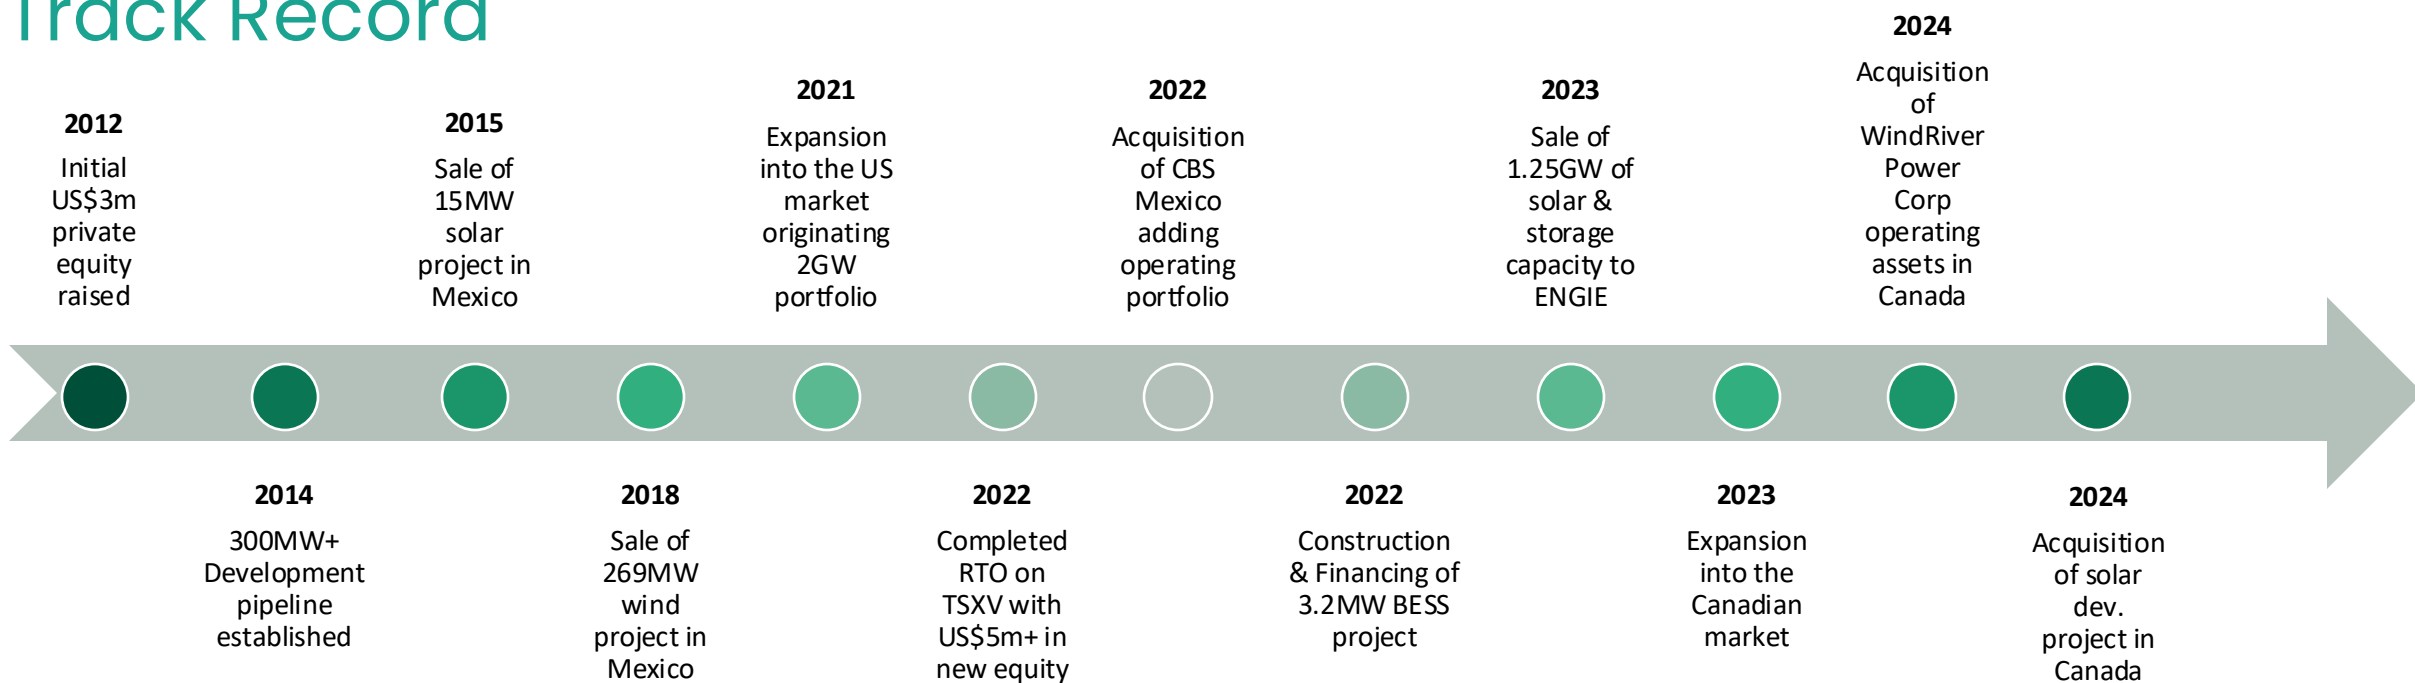 Track Record
2012
Initial
US$3m
private
equity
raised
2014
300MW+
Development
pipeline
established
2015
Sale of
15MW
solar
project in
Mexico
2018
Sale of
269MW
wind
project in
Mexico
2021
Expansion
into the US
market
originating
2GW
portfolio
2022
Completed
RTO on
TSXV with
US$5m+ in
new equity
2022
Acquisition
of CBS
Mexico
adding
operating
portfolio
2022
Construction
& Financing of
3.2MW BESS
project
2023
Sale of
1.25GW of
solar &
storage
capacity to
ENGIE
2023
Expansion
into the
Canadian
market
2024
Acquisition
of
WindRiver
Power
Corp
operating
assets in
Canada
2024
Acquisition
of solar
dev.
project in
Canada